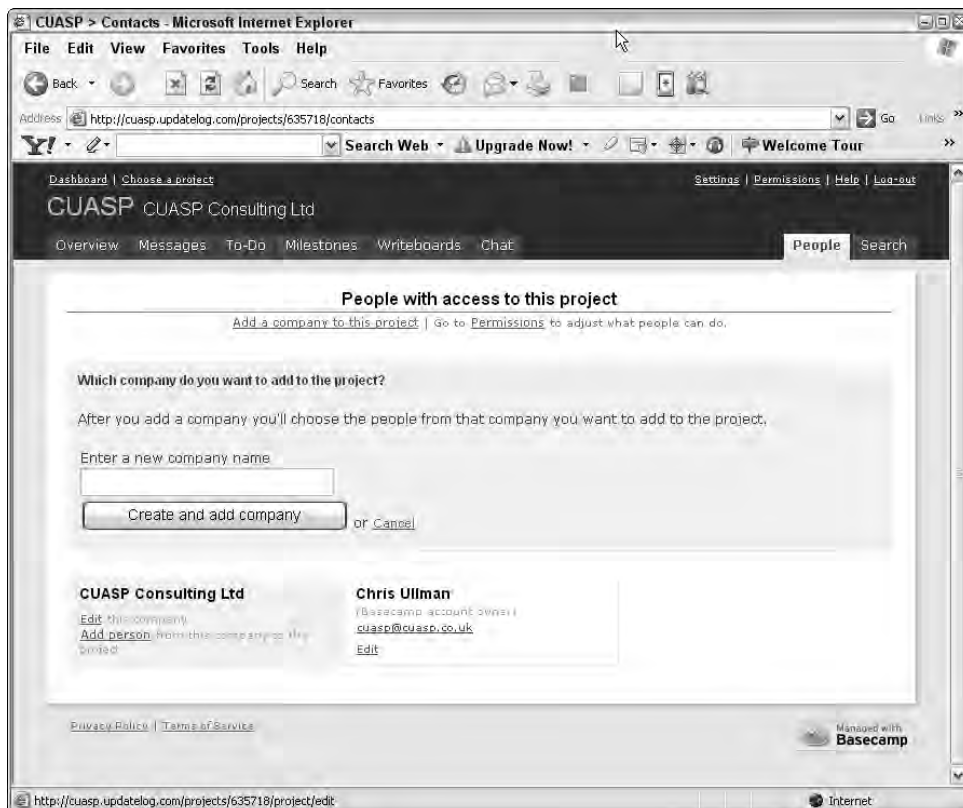 CUASP > Contacts - Microsoft Internet Explorer
File Edit View Favorites Tools Help
Back Search Favorites
Address http://cuasp.updatelog.com/projects/635718/contacts Go Links »
Y! Search Web Upgrade Now! Welcome Tour »
Dashboard | Choose a project Settings | Permissions | Help | Log-out
CUASP CUASP Consulting Ltd
Overview Messages To-Do Milestones Writeboards Chat People Search
People with access to this project
Add a company to this project | Go to Permissions to adjust what people can do.
Which company do you want to add to the project?
After you add a company you'll choose the people from that company you want to add to the project.
Enter a new company name
Create and add company or Cancel
CUASP Consulting Ltd
Edit this company
Add person from this company to the
project
Chris Ullman
(Basecamp account owner)
cuasp@cuasp.co.uk
Edit
Privacy Policy | Terms of Service
Managed with
Basecamp
http://cuasp.updatelog.com/projects/635718/project/edit Internet